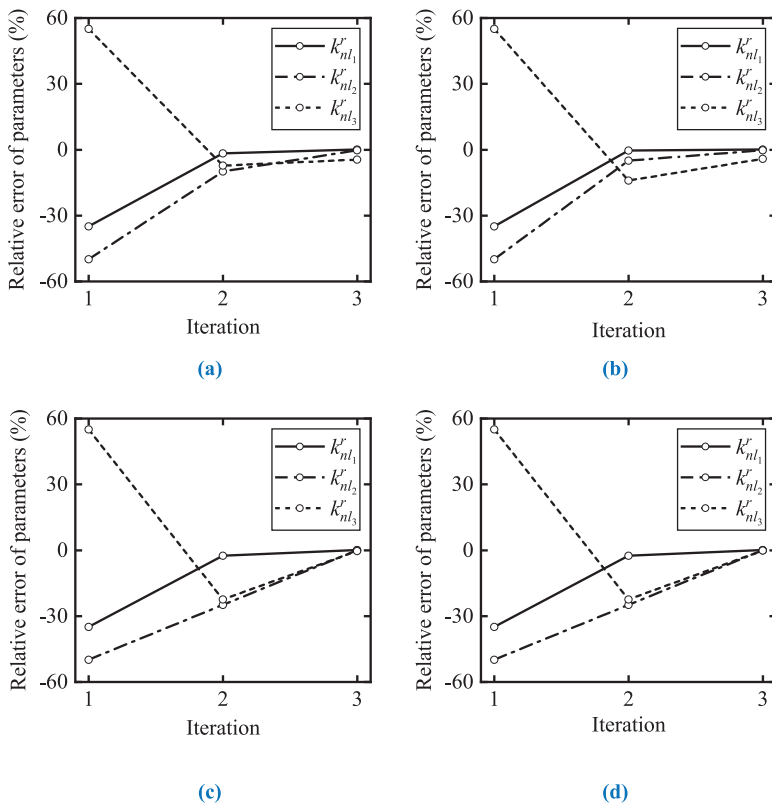 Relative error of parameters (%)
60
30
0
-30
-60
1 2 3
Iteration
k^r_{nl_1}
k^r_{nl_2}
k^r_{nl_3}
(a)
Relative error of parameters (%)
60
30
0
-30
-60
1 2 3
Iteration
k^r_{nl_1}
k^r_{nl_2}
k^r_{nl_3}
(b)
Relative error of parameters (%)
60
30
0
-30
-60
1 2 3
Iteration
k^r_{nl_1}
k^r_{nl_2}
k^r_{nl_3}
(c)
Relative error of parameters (%)
60
30
0
-30
-60
1 2 3
Iteration
k^r_{nl_1}
k^r_{nl_2}
k^r_{nl_3}
(d)